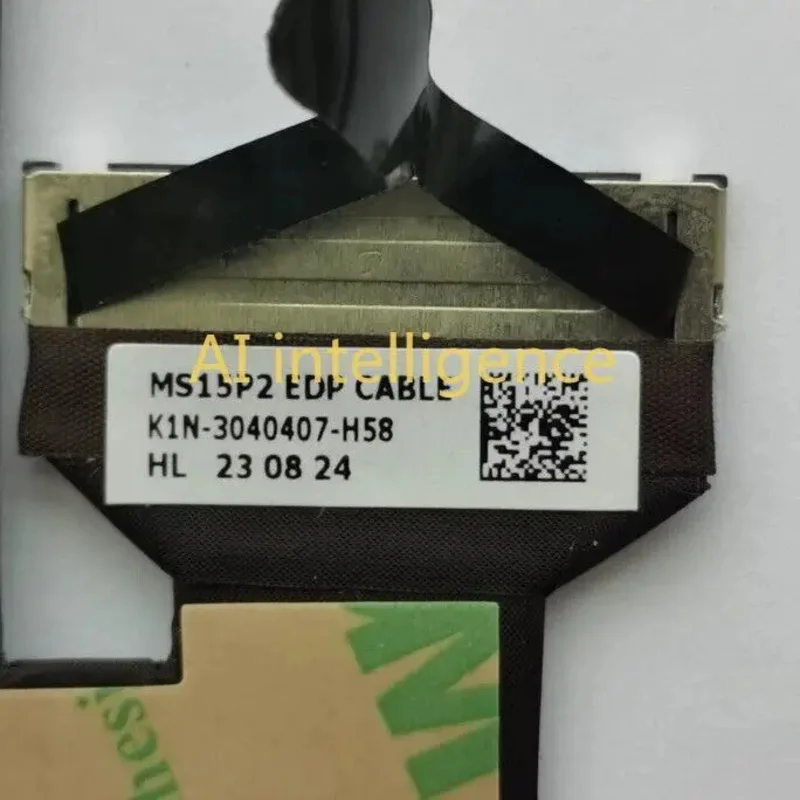 AI intelligence
MS15P2 EDP CABLE
K1N-3040407-H58
HL 23 08 24